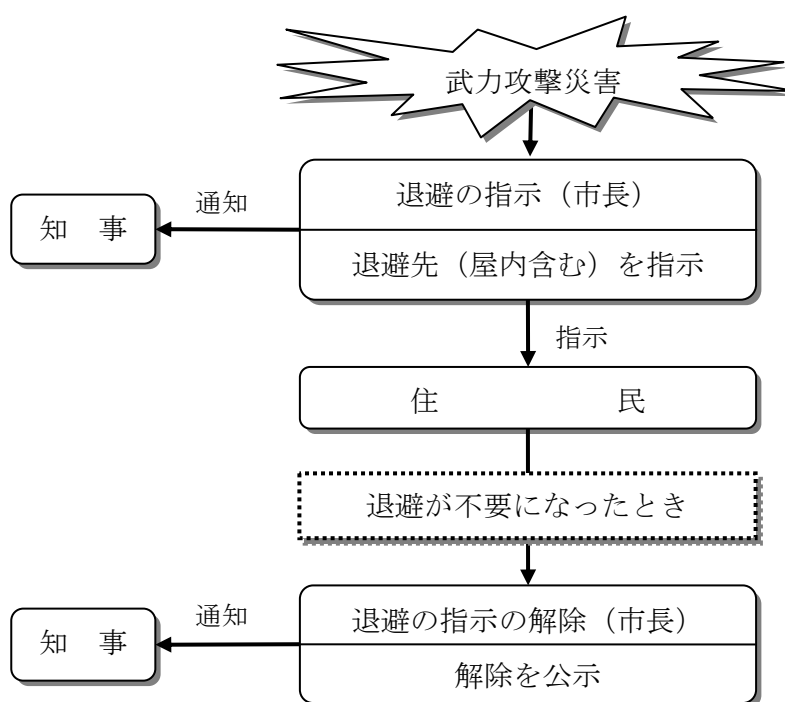 武力攻撃災害
退避の指示（市長）
通知
知　事
退避先（屋内含む）を指示
指示
住　　　　　民
退避が不要になったとき
退避の指示の解除（市長）
通知
知　事
解除を公示